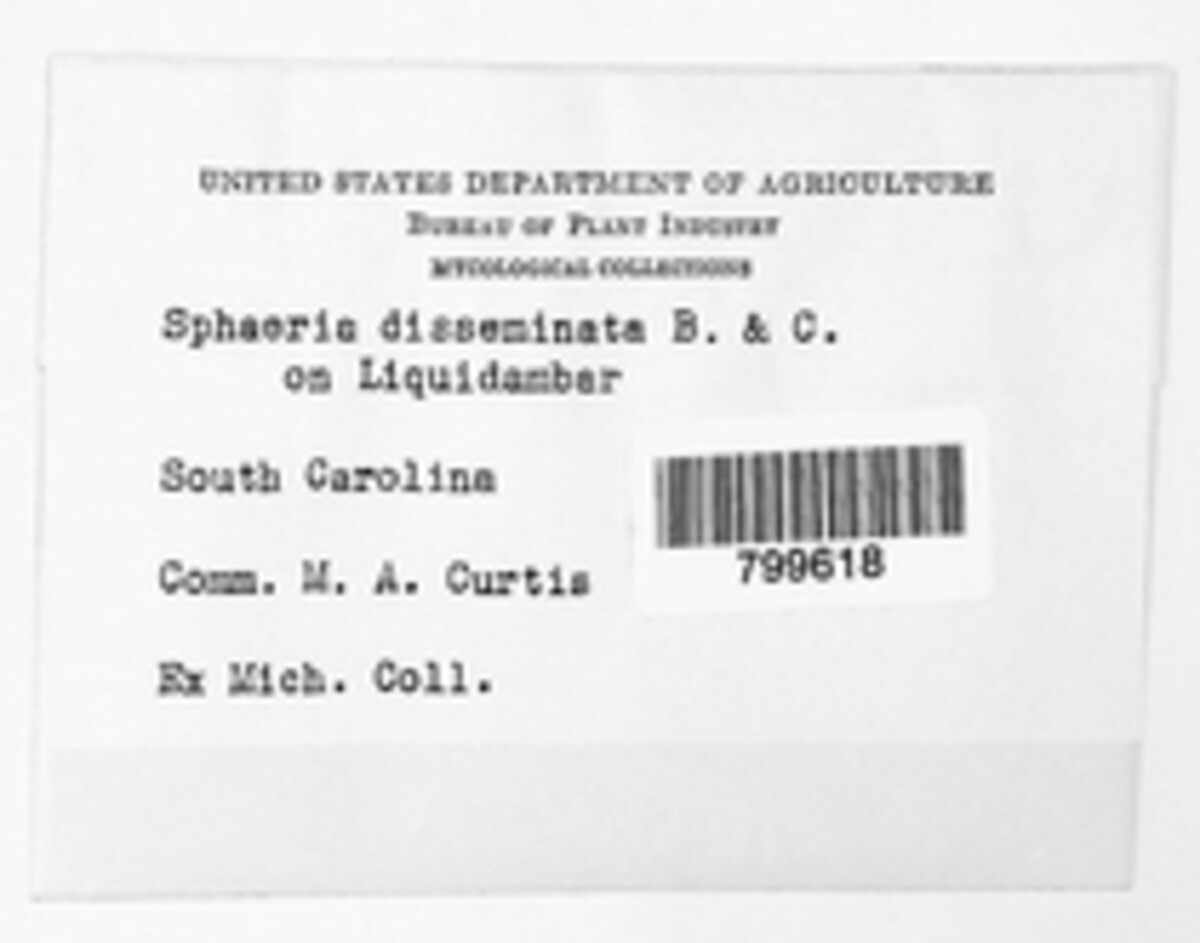 UNITED STATES DEPARTMENT OF AGRICULTURE
BUREAU OF PLANT INDUSTRY
MYCOLOGICAL COLLECTIONS
Sphaeria disseminata B. & C.
on Liquidambar
South Carolina
799618
Comm. M. A. Curtis
Ex Mich. Coll.